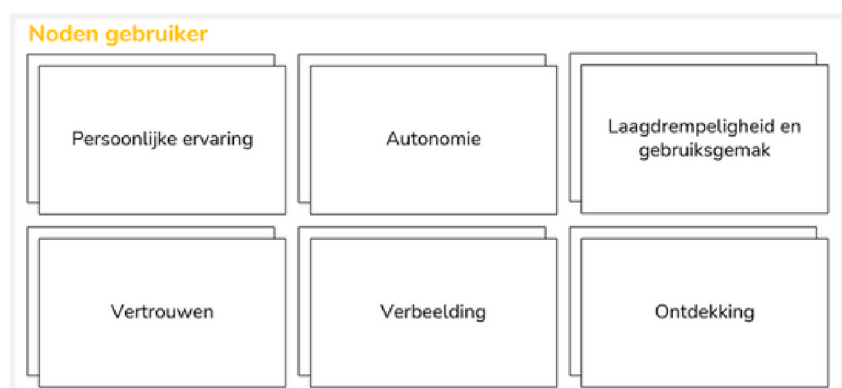 Noden gebruiker
Persoonlijke ervaring
Autonomie
Laagdrempeligheid en
gebruiksgemak
Vertrouwen
Verbeelding
Ontdekking